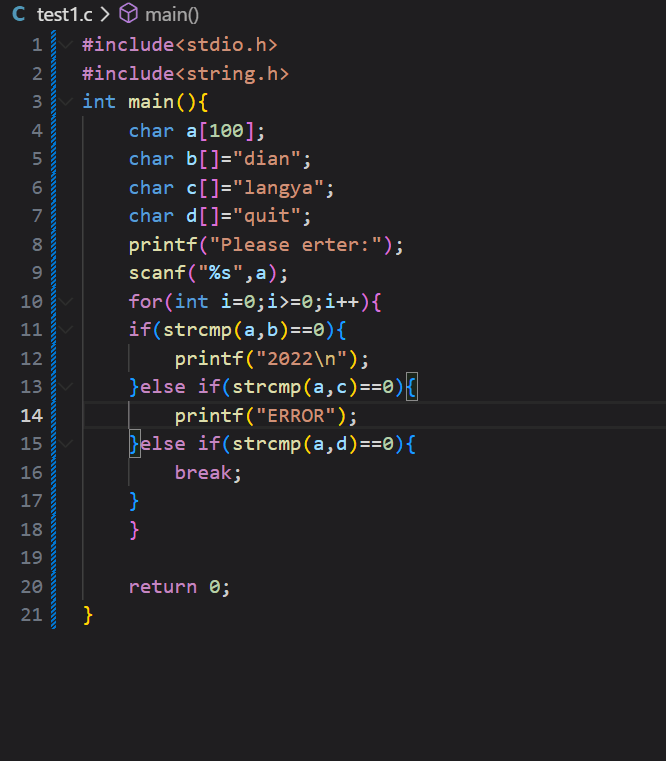 test1.c > main()
1 #include<stdio.h>
2 #include<string.h>
3 int main(){
4     char a[100];
5     char b[]="dian";
6     char c[]="langya";
7     char d[]="quit";
8     printf("Please erter:");
9     scanf("%s",a);
10     for(int i=0;i>=0;i++){
11     if(strcmp(a,b)==0){
12         printf("2022\n");
13     }else if(strcmp(a,c)==0){
14         printf("ERROR");
15     }else if(strcmp(a,d)==0){
16         break;
17     }
18     }
19
20     return 0;
21 }